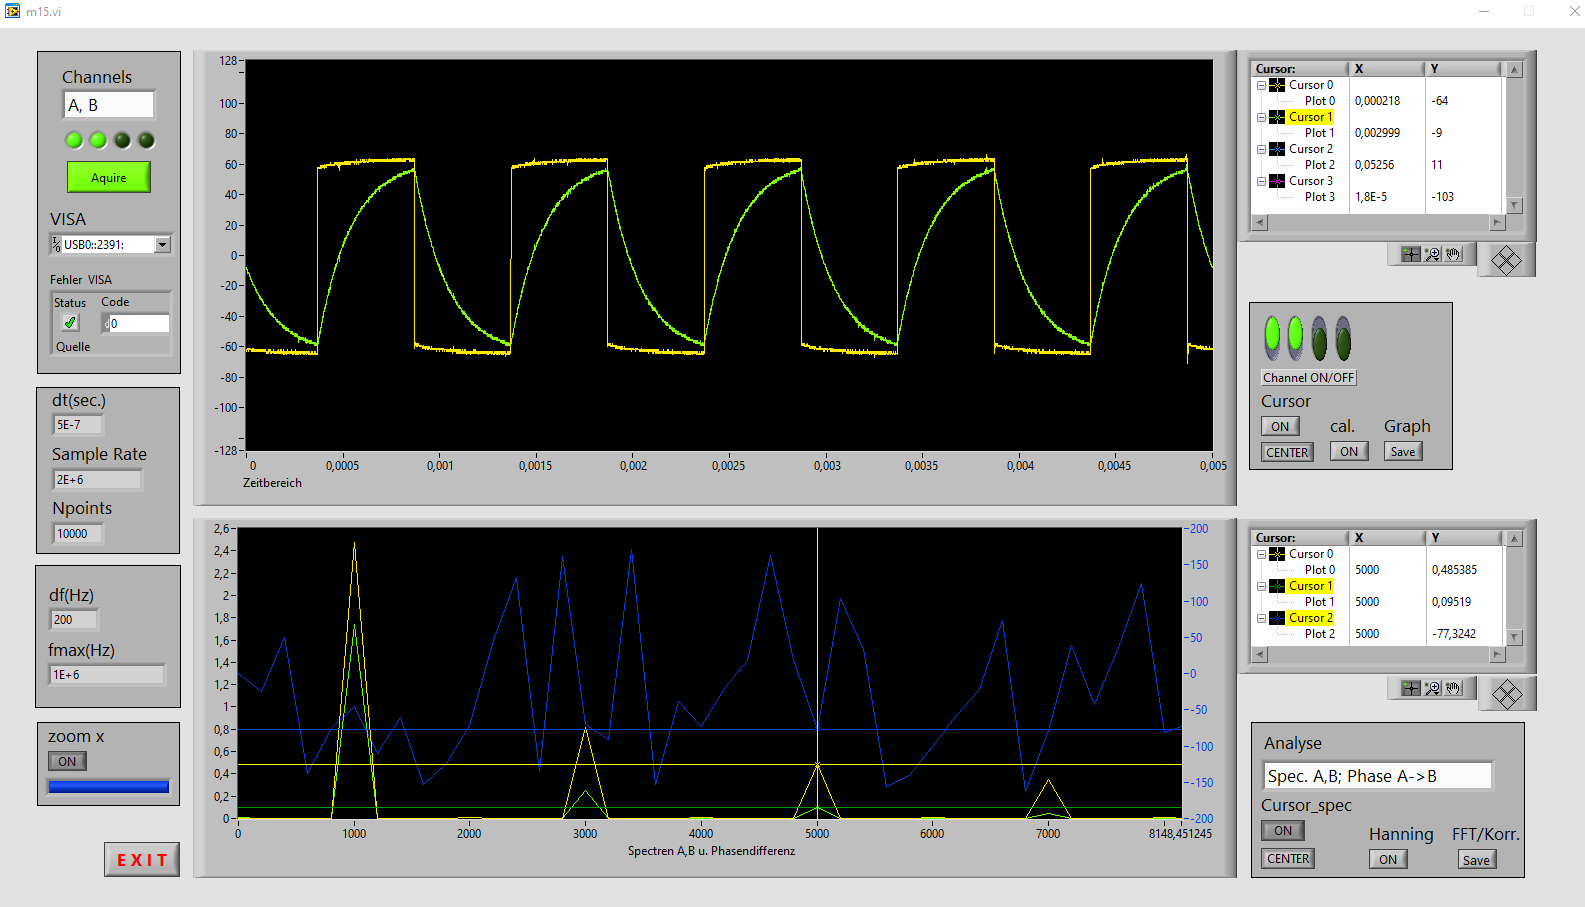 m15.vi
Channels
A, B
Aquire
VISA
USB0::2391:
Fehler VISA
Status Code
d 0
Quelle
dt(sec.)
5E-7
Sample Rate
2E+6
Npoints
10000
df(Hz)
200
fmax(Hz)
1E+6
zoom x
ON
EXIT
128
100
80
60
40
20
0
-20
-40
-60
-80
-100
-128
0 0,0005 0,001 0,0015 0,002 0,0025 0,003 0,0035 0,004 0,0045 0,005
Zeitbereich
Cursor: X Y
Cursor 0
Plot 0 0,000218 -64
Cursor 1
Plot 1 0,002999 -9
Cursor 2
Plot 2 0,05256 11
Cursor 3
Plot 3 1,8E-5 -103
Channel ON/OFF
Cursor
ON cal. Graph
CENTER ON Save
2,6 200
2,4 150
2,2 100
2 50
1,8 0
1,6 -50
1,4 -100
1,2 -150
1 -200
0,8
0,6
0,4
0,2
0
0 1000 2000 3000 4000 5000 6000 7000 8148,451245
Spectren A,B u. Phasendifferenz
Cursor: X Y
Cursor 0
Plot 0 5000 0,485385
Cursor 1
Plot 1 5000 0,09519
Cursor 2
Plot 2 5000 -77,3242
Analyse
Spec. A,B; Phase A->B
Cursor_spec
ON Hanning FFT/Korr.
CENTER ON Save